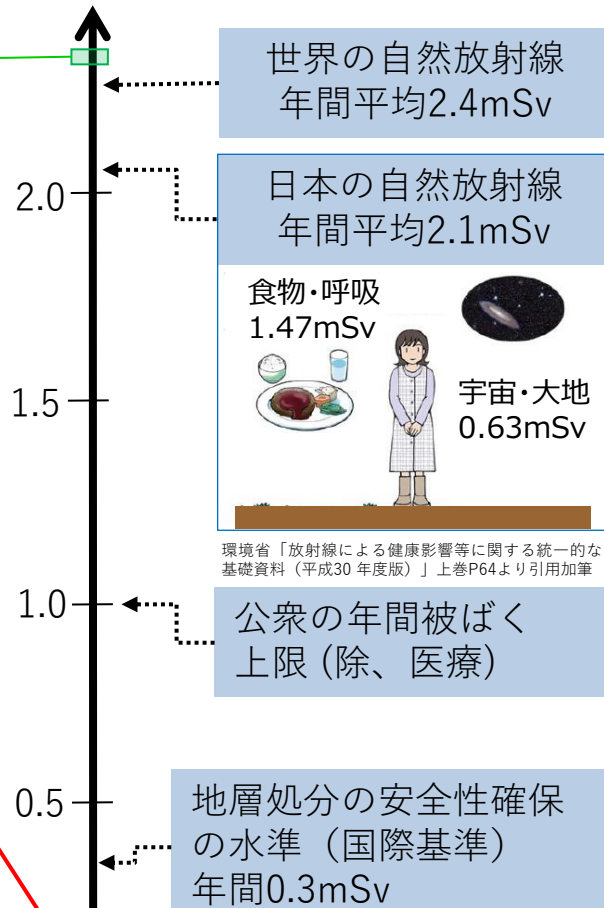 世界の自然放射線
年間平均2.4mSv
2.0
日本の自然放射線
年間平均2.1mSv
食物・呼吸
1.47mSv
宇宙・大地
0.63mSv
1.5
環境省「放射線による健康影響等に関する統一的な
基礎資料（平成30 年度版）」上巻P64より引用加筆
1.0
公衆の年間被ばく
上限 (除、医療)
0.5
地層処分の安全性確保
の水準（国際基準）
年間0.3mSv